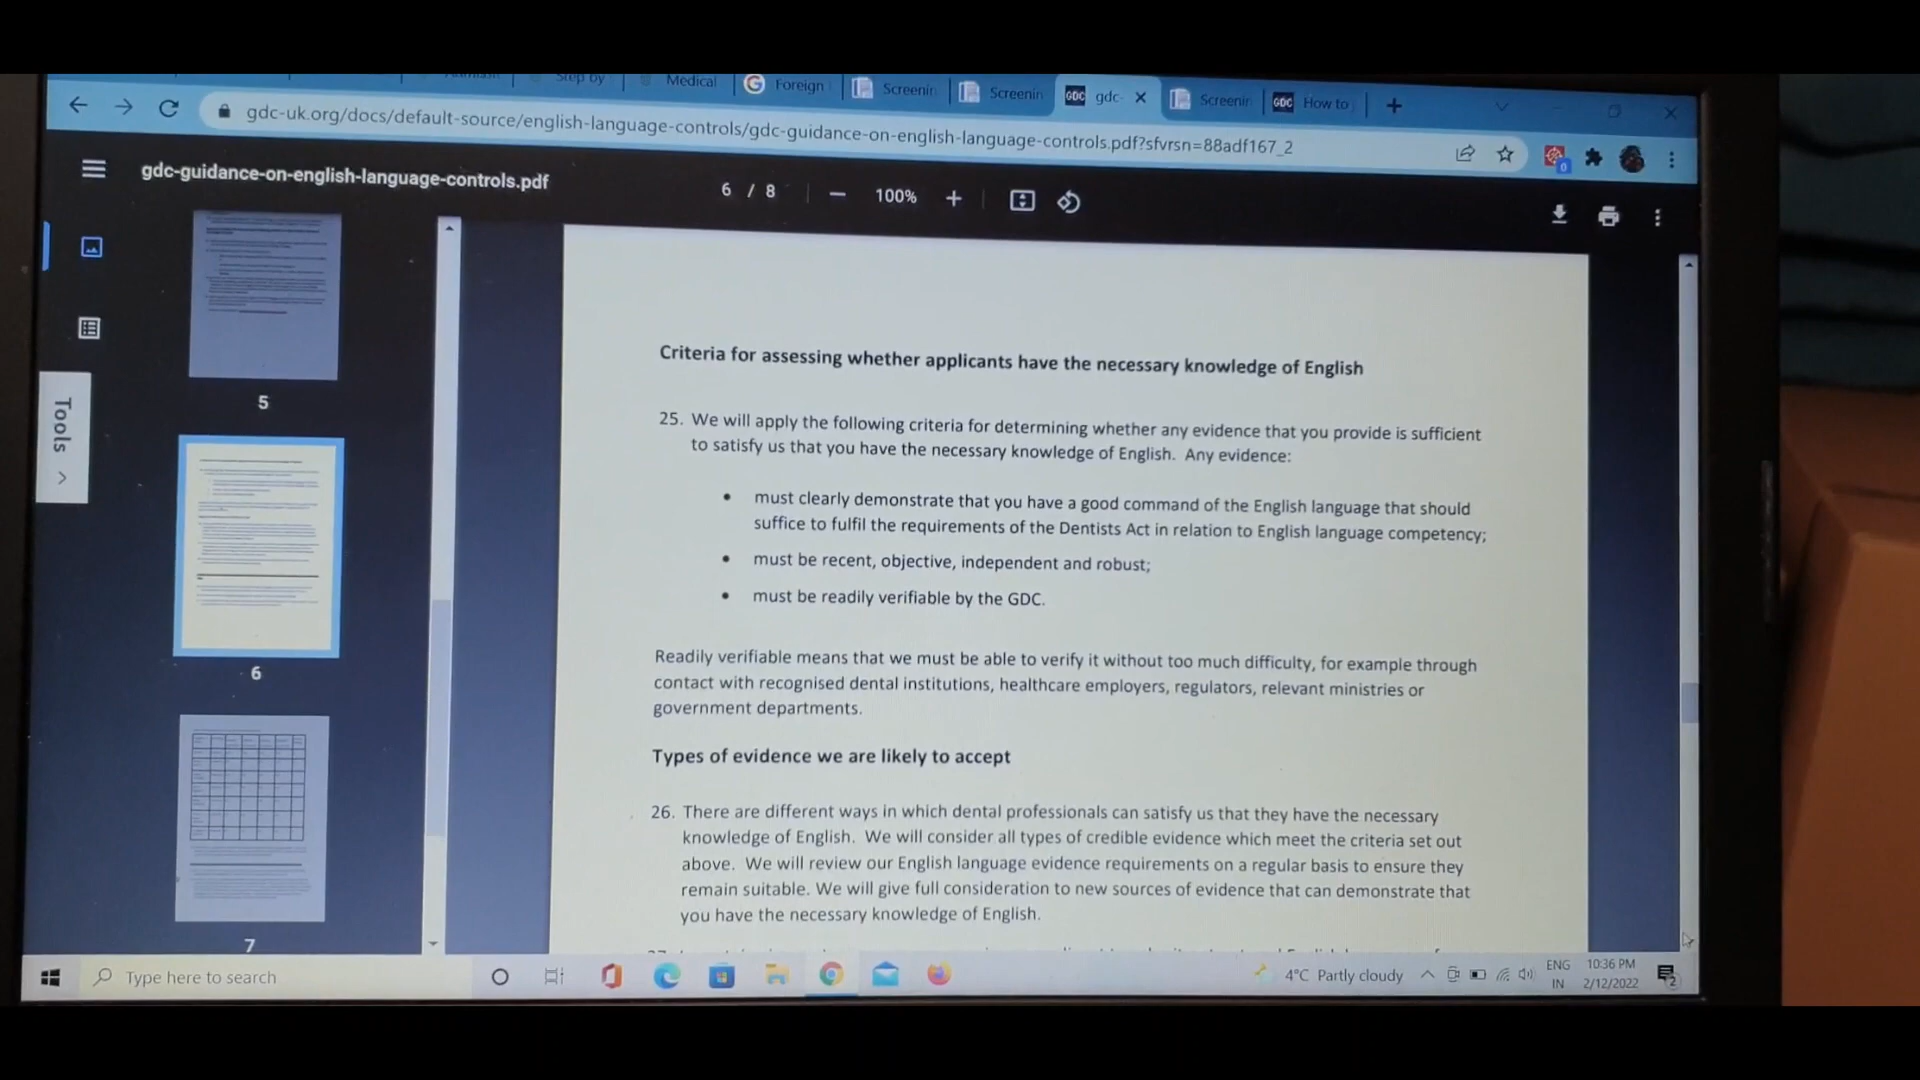 Step by
Medical
Foreign
Screenin
Screenin
GDC
gdc-
Screenin
GDC
How to
gdc-uk.org/docs/default-source/english-language-controls/gdc-guidance-on-english-language-controls.pdf?sfvrsn=88adf167_2
0
gdc-guidance-on-english-language-controls.pdf
6 / 8
100%
Tools
5
6
7
Criteria for assessing whether applicants have the necessary knowledge of English
25. We will apply the following criteria for determining whether any evidence that you provide is sufficient
to satisfy us that you have the necessary knowledge of English. Any evidence:
• must clearly demonstrate that you have a good command of the English language that should
suffice to fulfil the requirements of the Dentists Act in relation to English language competency;
• must be recent, objective, independent and robust;
• must be readily verifiable by the GDC.
Readily verifiable means that we must be able to verify it without too much difficulty, for example through
contact with recognised dental institutions, healthcare employers, regulators, relevant ministries or
government departments.
Types of evidence we are likely to accept
26. There are different ways in which dental professionals can satisfy us that they have the necessary
knowledge of English. We will consider all types of credible evidence which meet the criteria set out
above. We will review our English language evidence requirements on a regular basis to ensure they
remain suitable. We will give full consideration to new sources of evidence that can demonstrate that
you have the necessary knowledge of English.
Type here to search
4°C Partly cloudy
ENG
IN
10:36 PM
2/12/2022
2